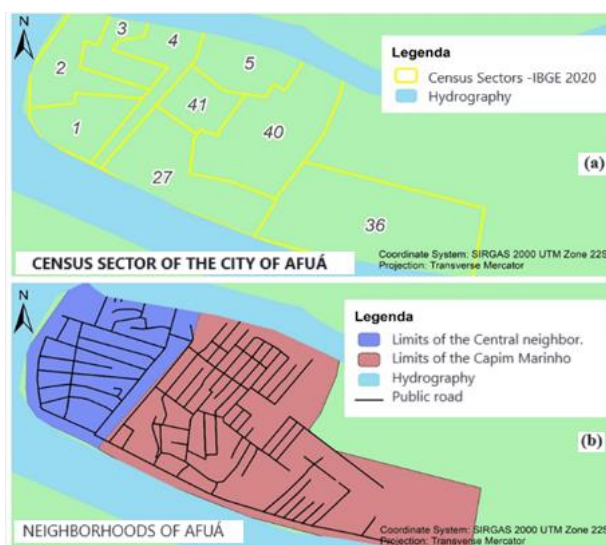 N
3
4
5
2
41
40
1
27
36
Legenda
Census Sectors -IBGE 2020
Hydrography
(a)
CENSUS SECTOR OF THE CITY OF AFUÁ
Coordinate System: SIRGAS 2000 UTM Zone 22S
Projection: Transverse Mercator
N
Legenda
Limits of the Central neighbor.
Limits of the Capim Marinho
Hydrography
Public road
(b)
NEIGHBORHOODS OF AFUÁ
Coordinate System: SIRGAS 2000 UTM Zone 22S
Projection: Transverse Mercator